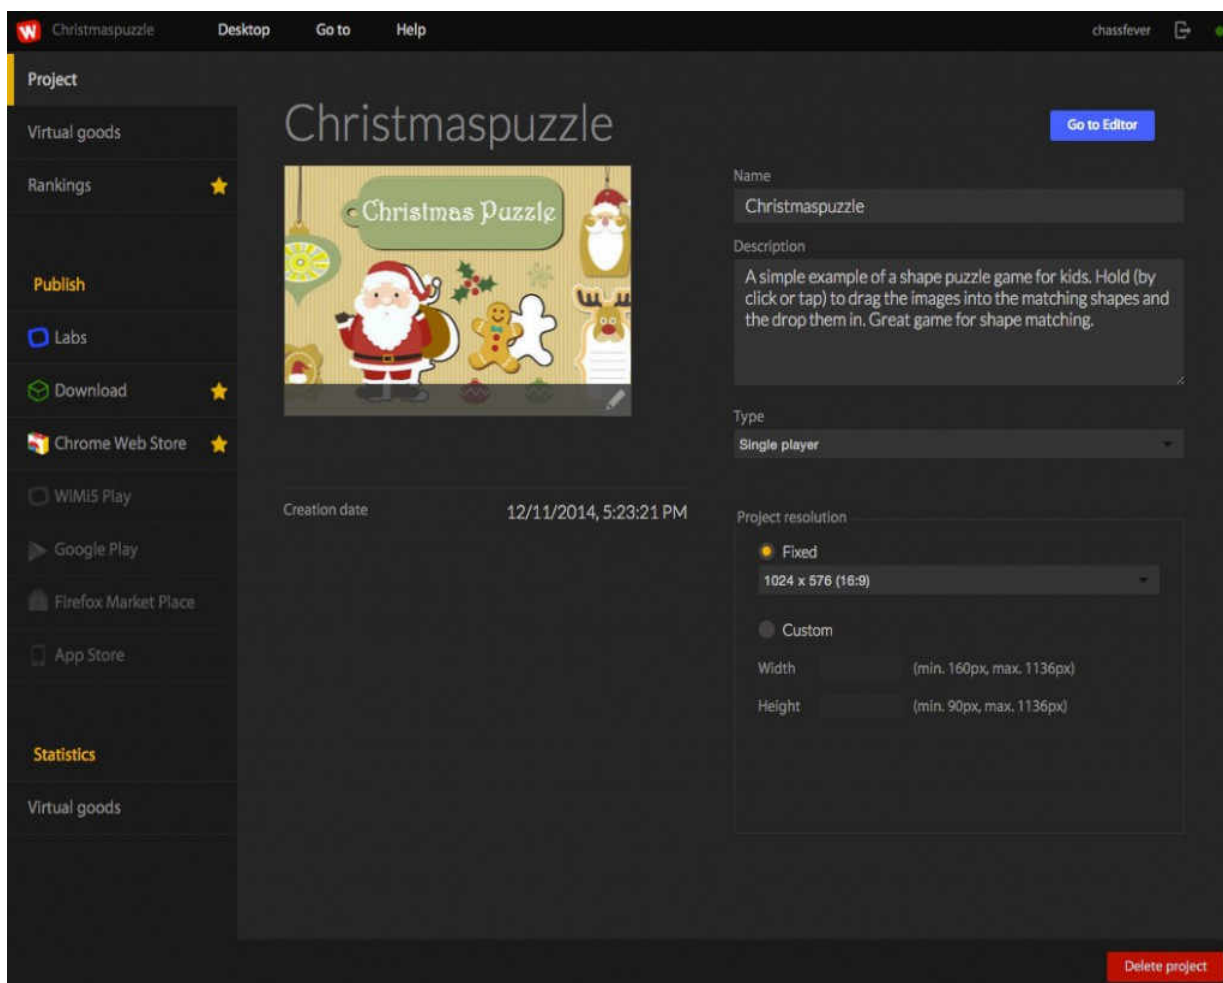 W Christmaspuzzle Desktop Go to Help chassfever
Project
Virtual goods
Rankings
Publish
Labs
Download
Chrome Web Store
WiMi5 Play
Google Play
Firefox Market Place
App Store
Statistics
Virtual goods
Christmaspuzzle
Go to Editor
Christmas Puzzle
Creation date 12/11/2014, 5:23:21 PM
Name
Christmaspuzzle
Description
A simple example of a shape puzzle game for kids. Hold (by
click or tap) to drag the images into the matching shapes and
the drop them in. Great game for shape matching.
Type
Single player
Project resolution
Fixed
1024 x 576 (16:9)
Custom
Width (min. 160px, max. 1136px)
Height (min. 90px, max. 1136px)
Delete project